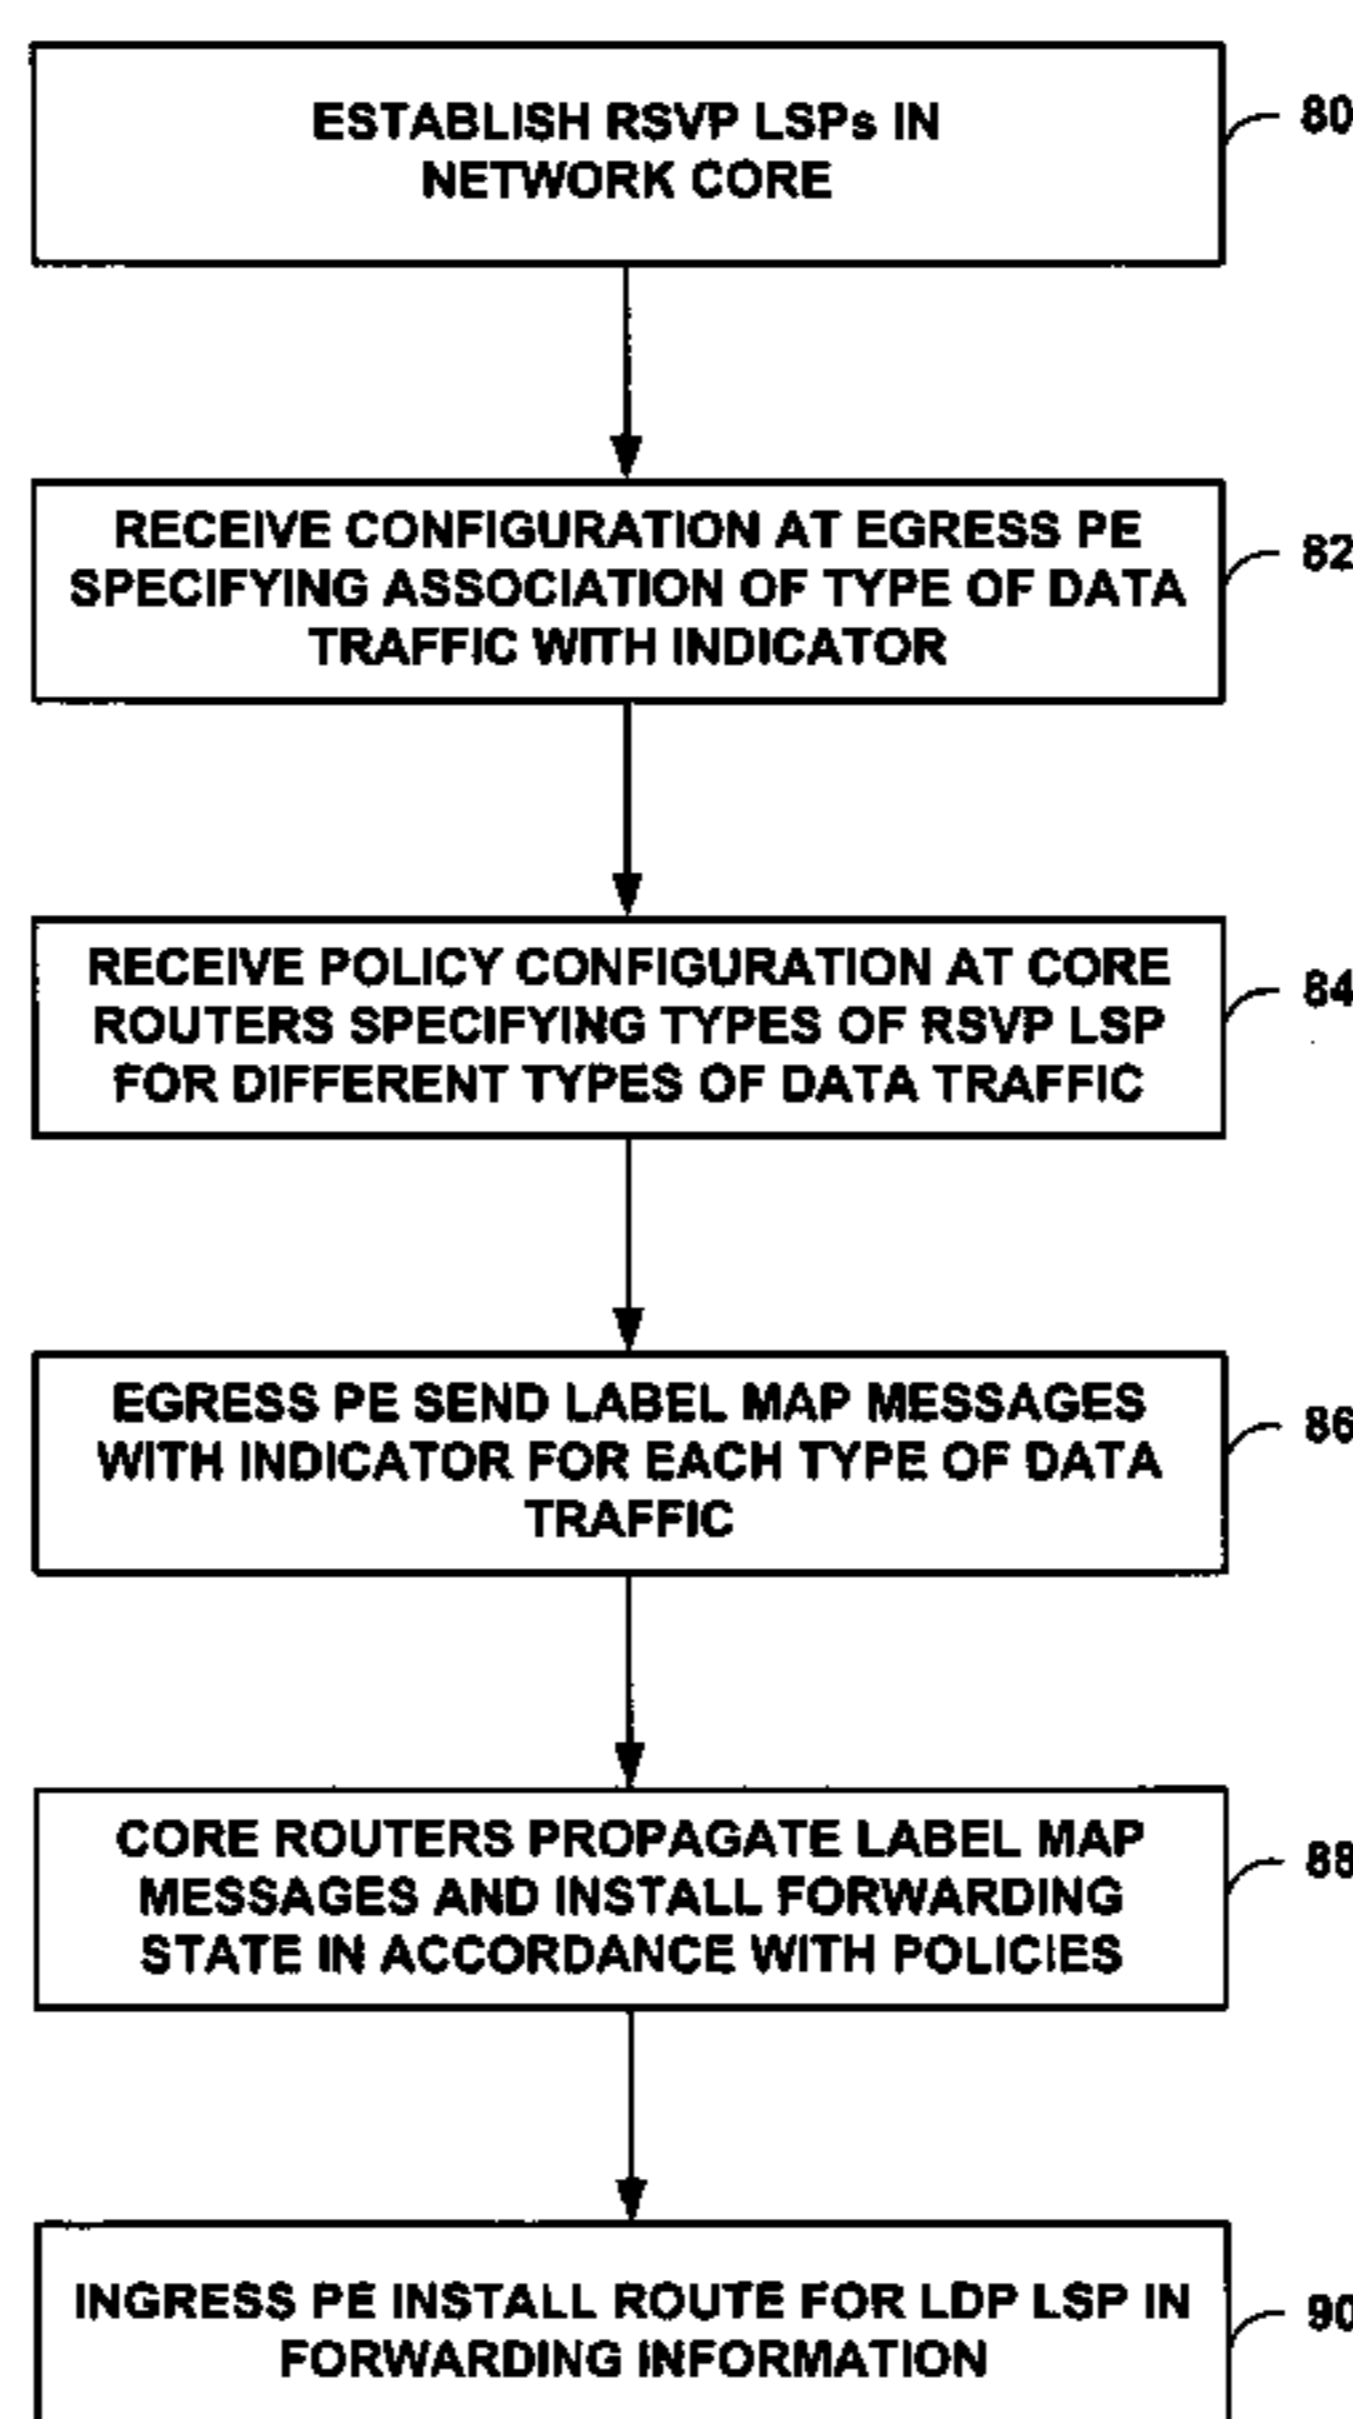 ESTABLISH RSVP LSPs IN
NETWORK CORE
80
RECEIVE CONFIGURATION AT EGRESS PE
SPECIFYING ASSOCIATION OF TYPE OF DATA
TRAFFIC WITH INDICATOR
82
RECEIVE POLICY CONFIGURATION AT CORE
ROUTERS SPECIFYING TYPES OF RSVP LSP
FOR DIFFERENT TYPES OF DATA TRAFFIC
84
EGRESS PE SEND LABEL MAP MESSAGES
WITH INDICATOR FOR EACH TYPE OF DATA
TRAFFIC
86
CORE ROUTERS PROPAGATE LABEL MAP
MESSAGES AND INSTALL FORWARDING
STATE IN ACCORDANCE WITH POLICIES
88
INGRESS PE INSTALL ROUTE FOR LDP LSP IN
FORWARDING INFORMATION
90